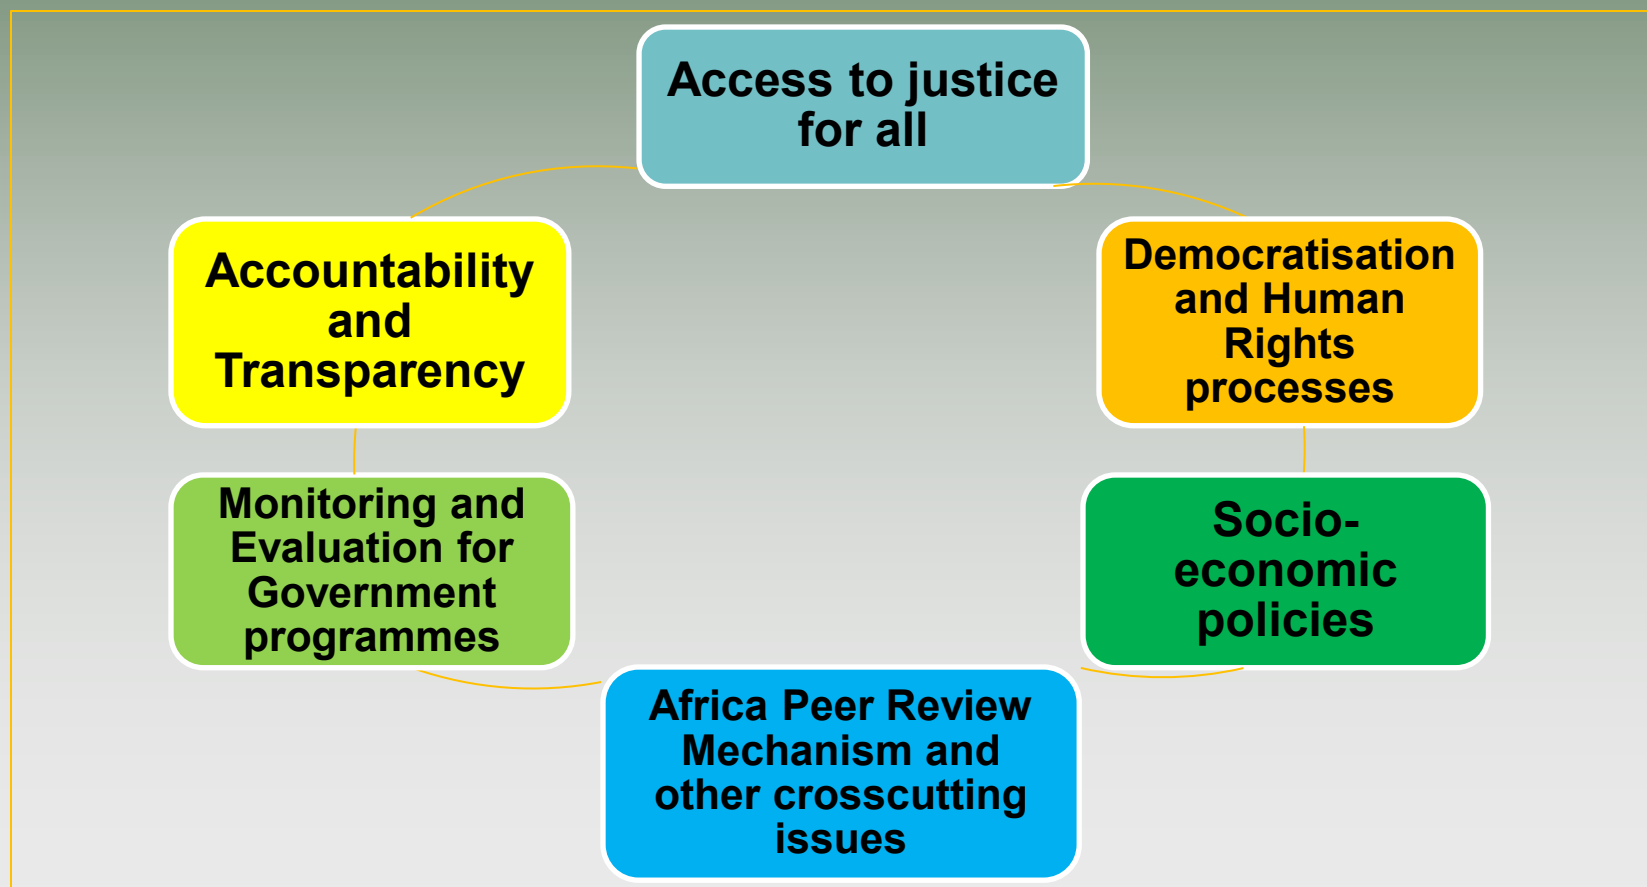 Access to justice
for all
Accountability
and
Transparency
Democratisation
and Human
Rights
processes
Monitoring and
Evaluation for
Government
programmes
Socio-
economic
policies
Africa Peer Review
Mechanism and
other crosscutting
issues